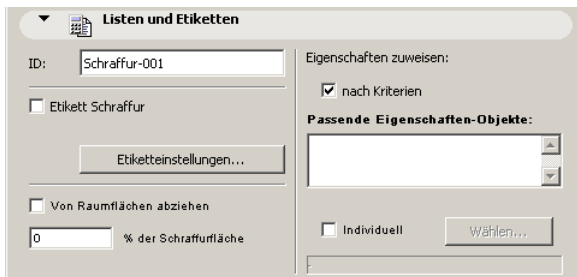 Listen und Etiketten
ID:
Schraffur-001
Etikett Schraffur
Etiketteinstellungen...
Von Raumflächen abziehen
0
% der Schraffurfläche
Eigenschaften zuweisen:
nach Kriterien
Passende Eigenschaften-Objekte:
Individuell
Wählen...
-